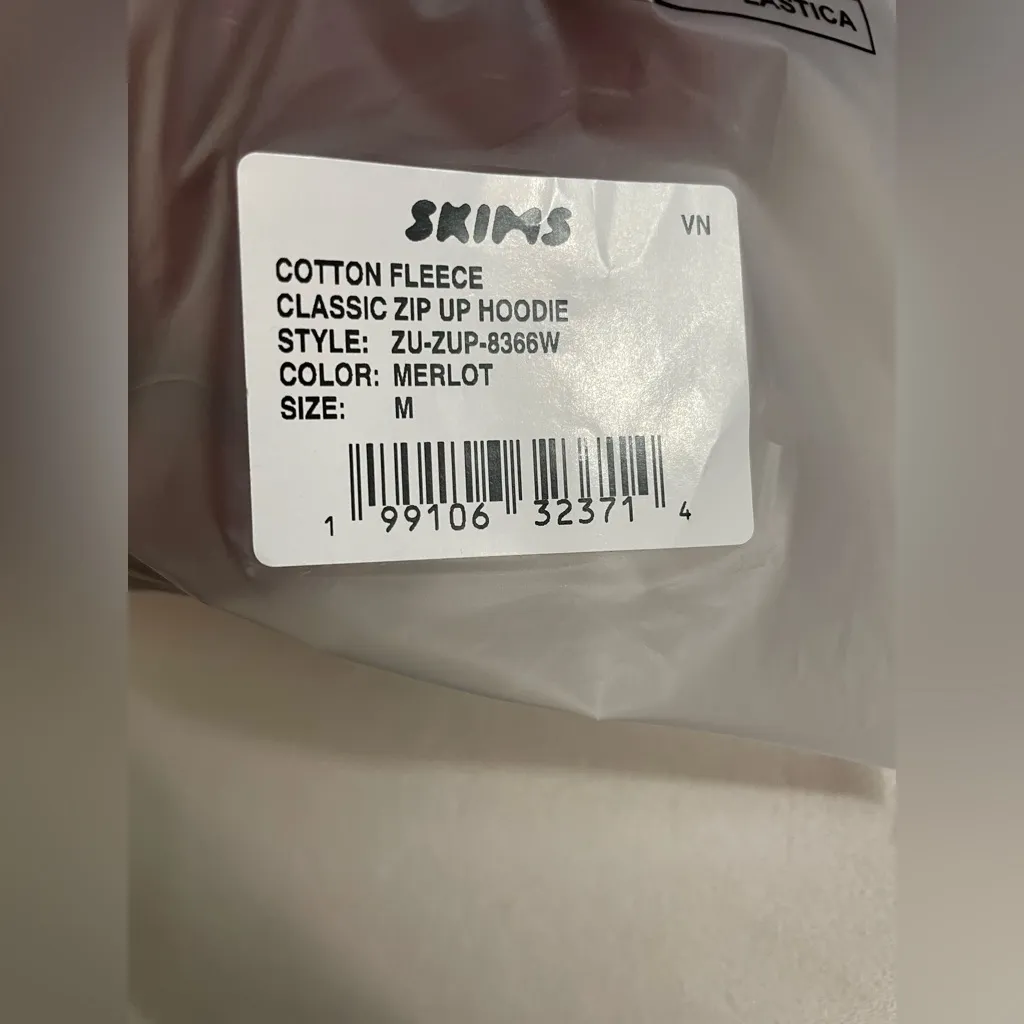 PLASTICA
SKIMS
VN
COTTON FLEECE
CLASSIC ZIP UP HOODIE
STYLE: ZU-ZUP-8366W
COLOR: MERLOT
SIZE: M
1 99106 32371 4